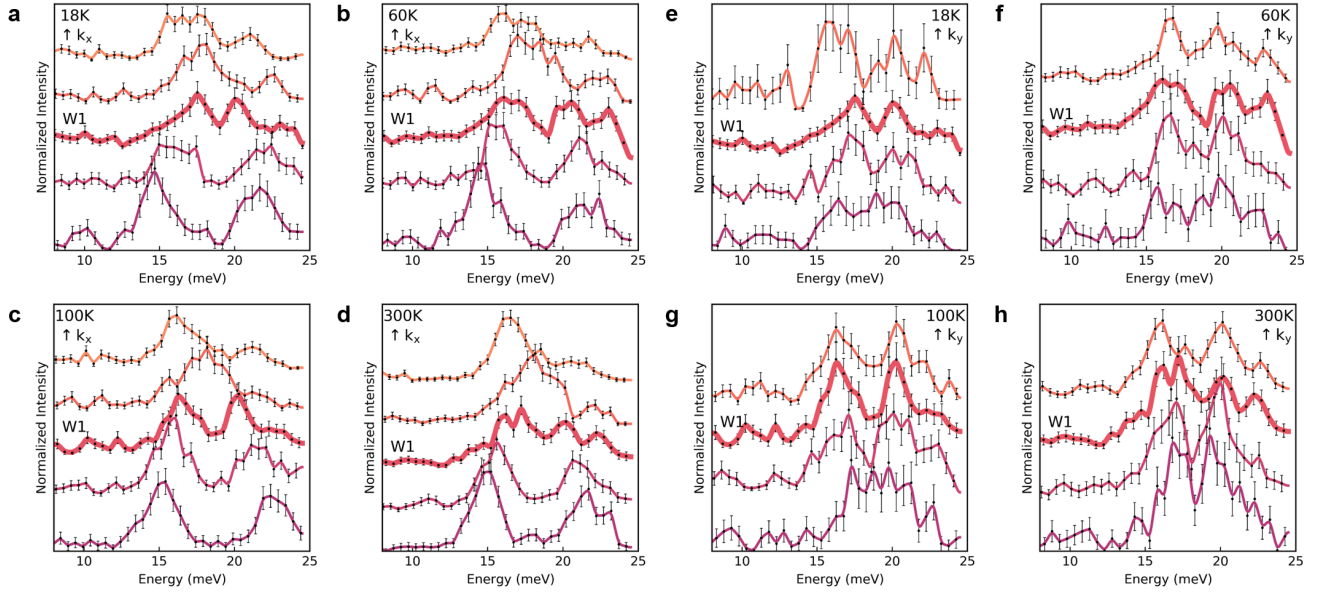 a
18K
↑ kx
W1
Normalized Intensity
10 15 20 25
Energy (meV)
b
60K
↑ kx
W1
Normalized Intensity
10 15 20 25
Energy (meV)
e
18K
↑ ky
W1
Normalized Intensity
10 15 20 25
Energy (meV)
f
60K
↑ ky
W1
Normalized Intensity
10 15 20 25
Energy (meV)
c
100K
↑ kx
W1
Normalized Intensity
10 15 20 25
Energy (meV)
d
300K
↑ kx
W1
Normalized Intensity
10 15 20 25
Energy (meV)
g
100K
↑ ky
W1
Normalized Intensity
10 15 20 25
Energy (meV)
h
300K
↑ ky
W1
Normalized Intensity
10 15 20 25
Energy (meV)